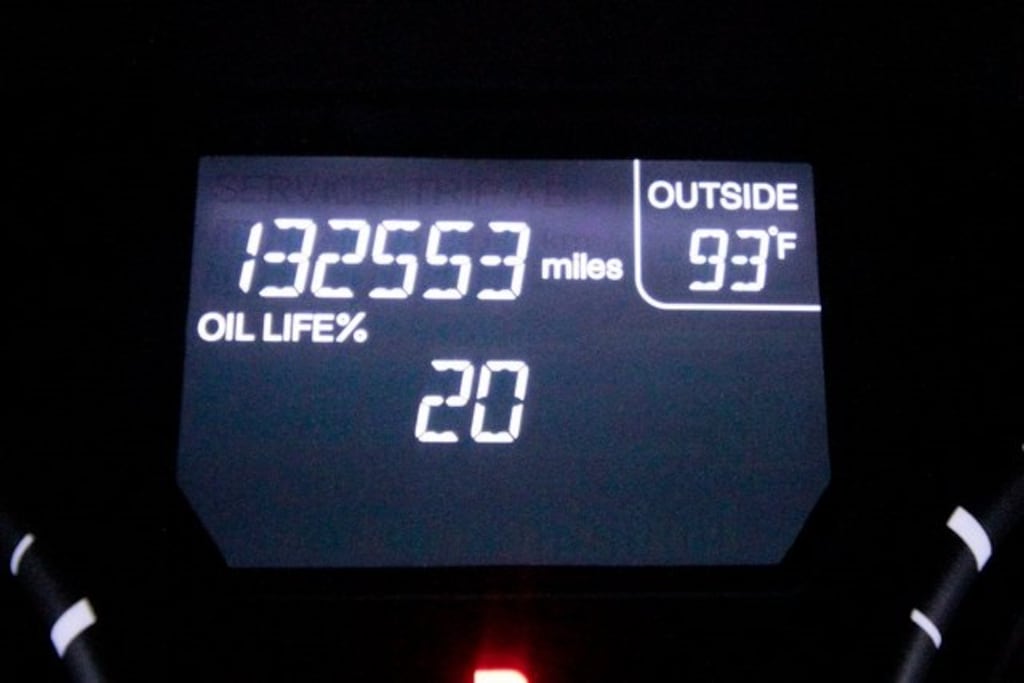 OUTSIDE
132553 miles
93°F
OIL LIFE%
20